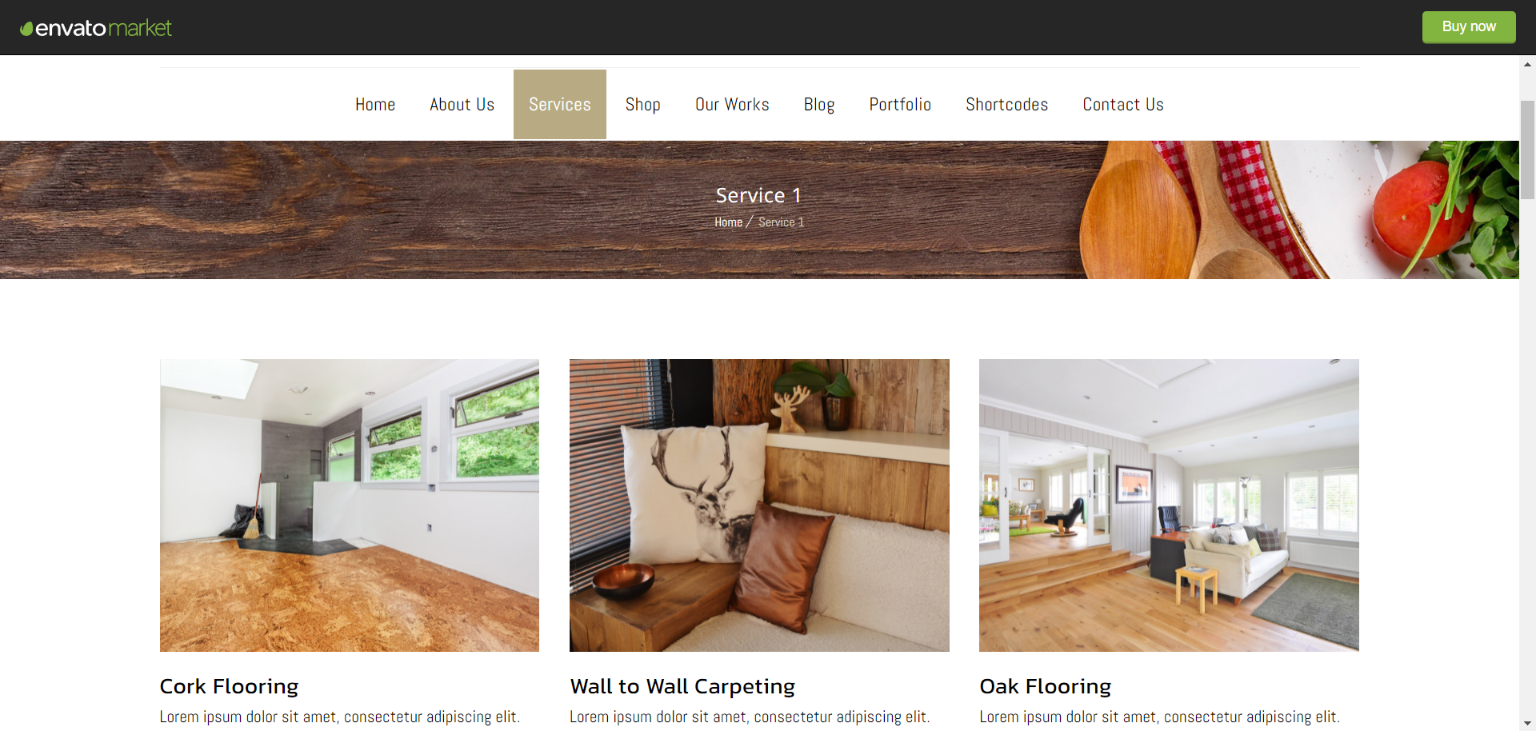 envato market
Buy now
Home About Us Services Shop Our Works Blog Portfolio Shortcodes Contact Us
Service 1
Home / Service 1
Cork Flooring
Wall to Wall Carpeting
Oak Flooring
Lorem ipsum dolor sit amet, consectetur adipiscing elit.
Lorem ipsum dolor sit amet, consectetur adipiscing elit.
Lorem ipsum dolor sit amet, consectetur adipiscing elit.